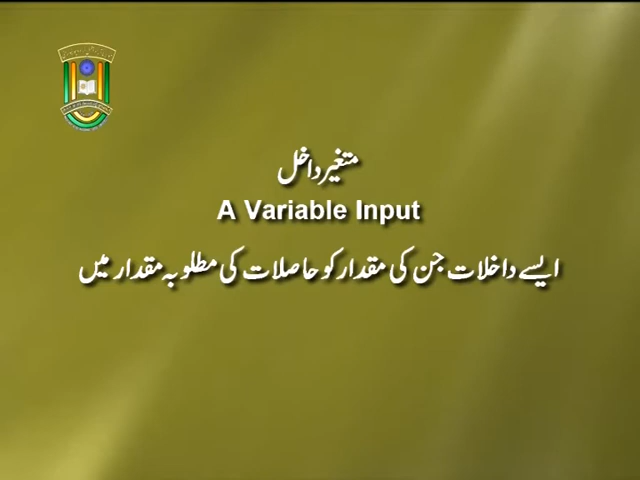 متغیر داخل
A Variable Input
ایسے داخلات جن کی مقدار کو حاصلات کی مطلوبہ مقدار میں